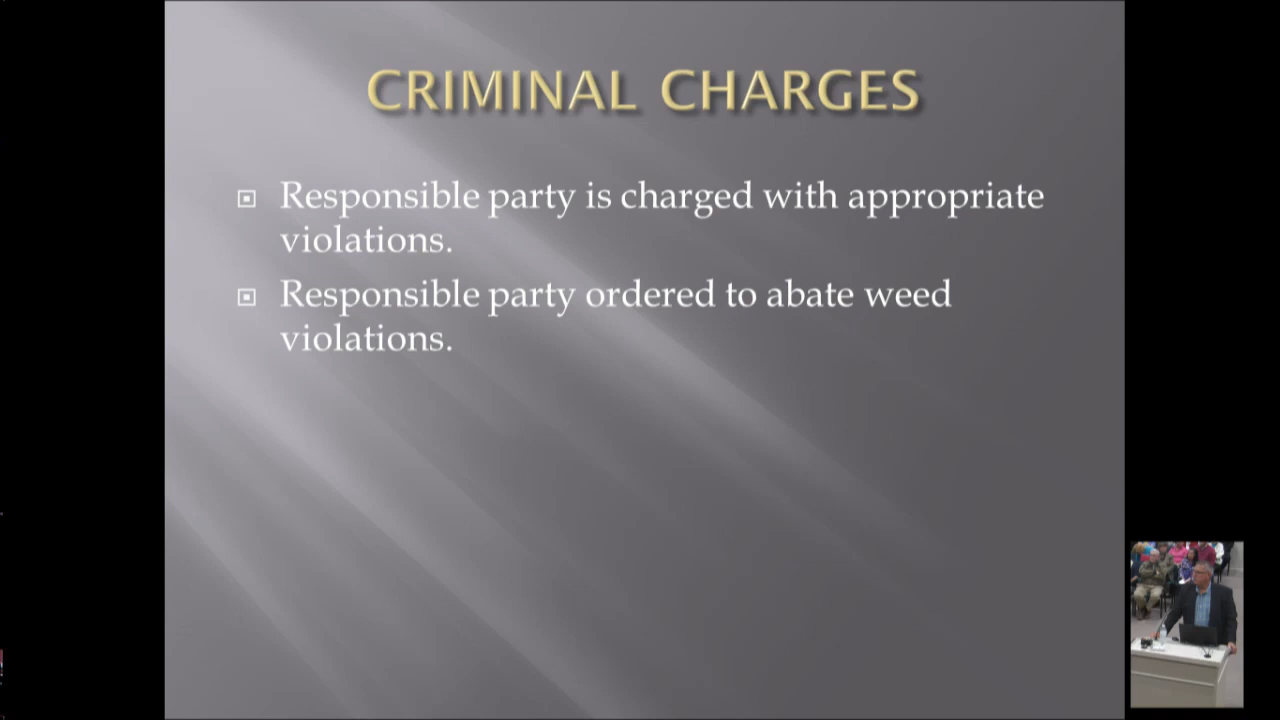 CRIMINAL CHARGES
Responsible party is charged with appropriate
violations.
Responsible party ordered to abate weed
violations.